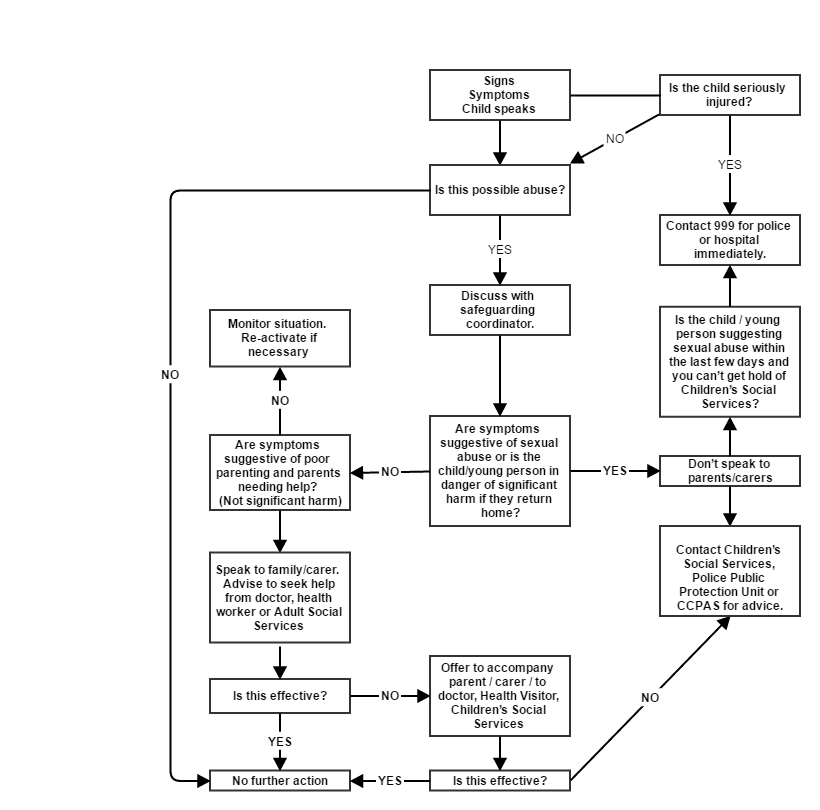 Signs
Symptoms
Child speaks
Is the child seriously
injured?
NO
YES
Is this possible abuse?
Contact 999 for police
or hospital
immediately.
YES
Discuss with
safeguarding
coordinator.
Monitor situation.
Re-activate if
necessary
Is the child / young
person suggesting
sexual abuse within
the last few days and
you can't get hold of
Children's Social
Services?
NO
NO
Are symptoms
suggestive of poor
parenting and parents
needing help?
(Not significant harm)
NO
Are symptoms
suggestive of sexual
abuse or is the
child/young person in
danger of significant
harm if they return
home?
YES
Don't speak to
parents/carers
Speak to family/carer.
Advise to seek help
from doctor, health
worker or Adult Social
Services
Contact Children's
Social Services,
Police Public
Protection Unit or
CCPAS for advice.
Is this effective?
NO
Offer to accompany
parent / carer / to
doctor, Health Visitor,
Children's Social
Services
NO
YES
No further action
YES
Is this effective?